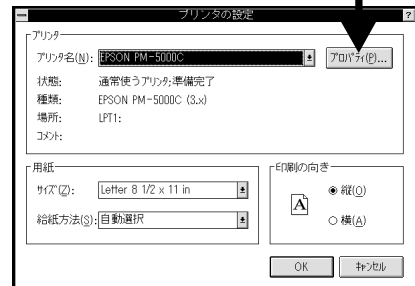 プリンタの設定
?
プリンタ
プリンタ名(N): EPSON PM-5000C
プロパティ(P)...
状態: 通常使うプリンタ;準備完了
種類: EPSON PM-5000C (3.x)
場所: LPT1:
コメント:
用紙
サイズ(Z): Letter 8 1/2 x 11 in
給紙方法(S): 自動選択
印刷の向き
A
縦(O)
横(A)
OK
キャンセル